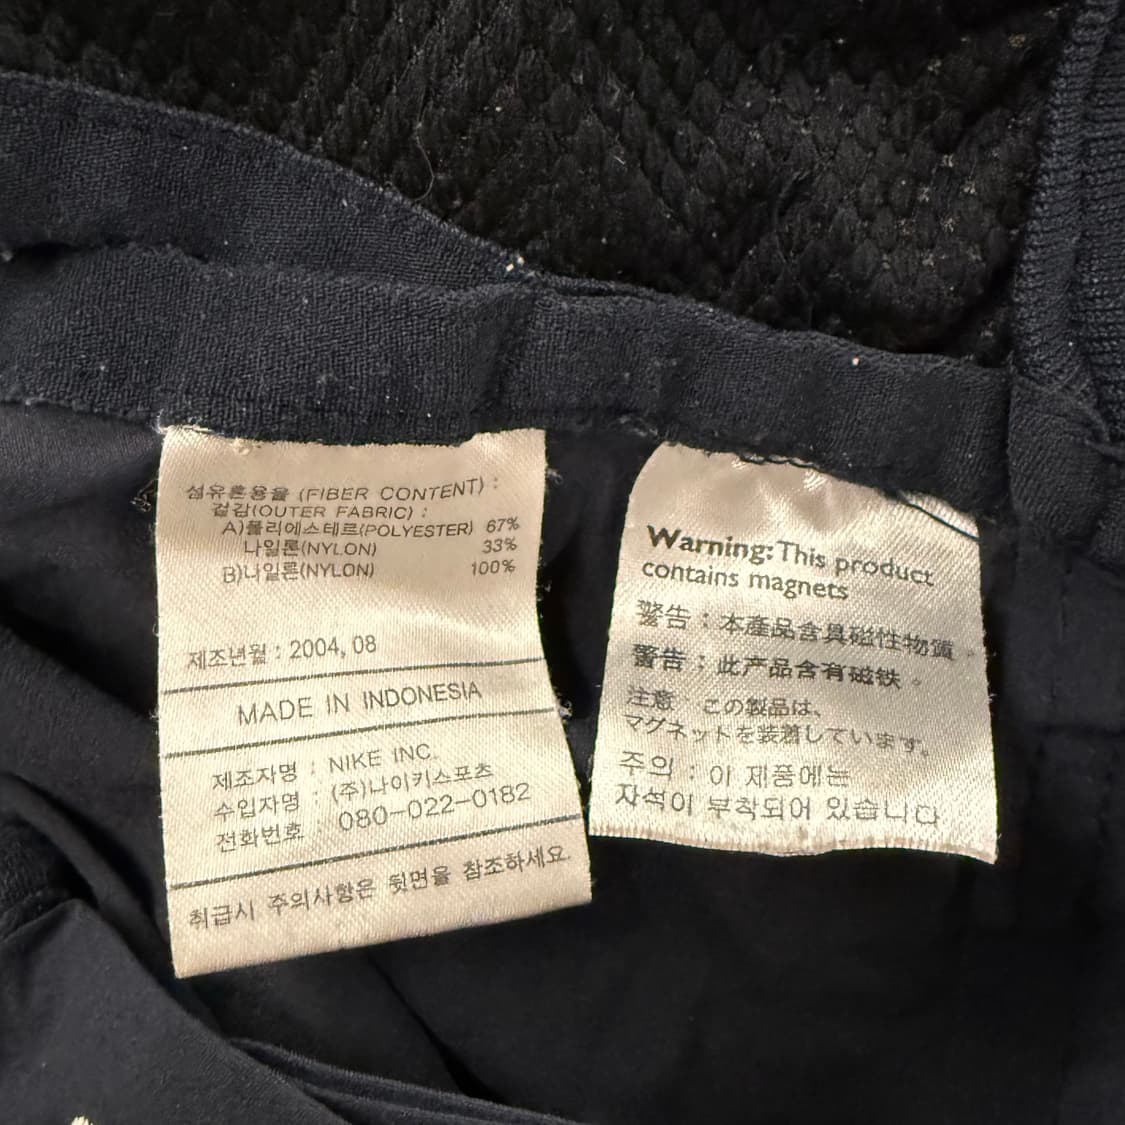 섬유혼용율 (FIBER CONTENT) :
겉감(OUTER FABRIC) :
A)폴리에스테르(POLYESTER) 67%
나일론(NYLON) 33%
B)나일론(NYLON) 100%
제조년월 : 2004, 08
MADE IN INDONESIA
제조자명 : NIKE INC.
수입자명 : (주)나이키스포츠
전화번호 : 080-022-0182
취급시 주의사항은 뒷면을 참조하세요.
Warning: This product
contains magnets
警告 : 本產品含具磁性物質。
警告 : 此产品含有磁铁。
注意 この製品は、
マグネットを装着しています。
주의 : 이 제품에는
자석이 부착되어 있습니다